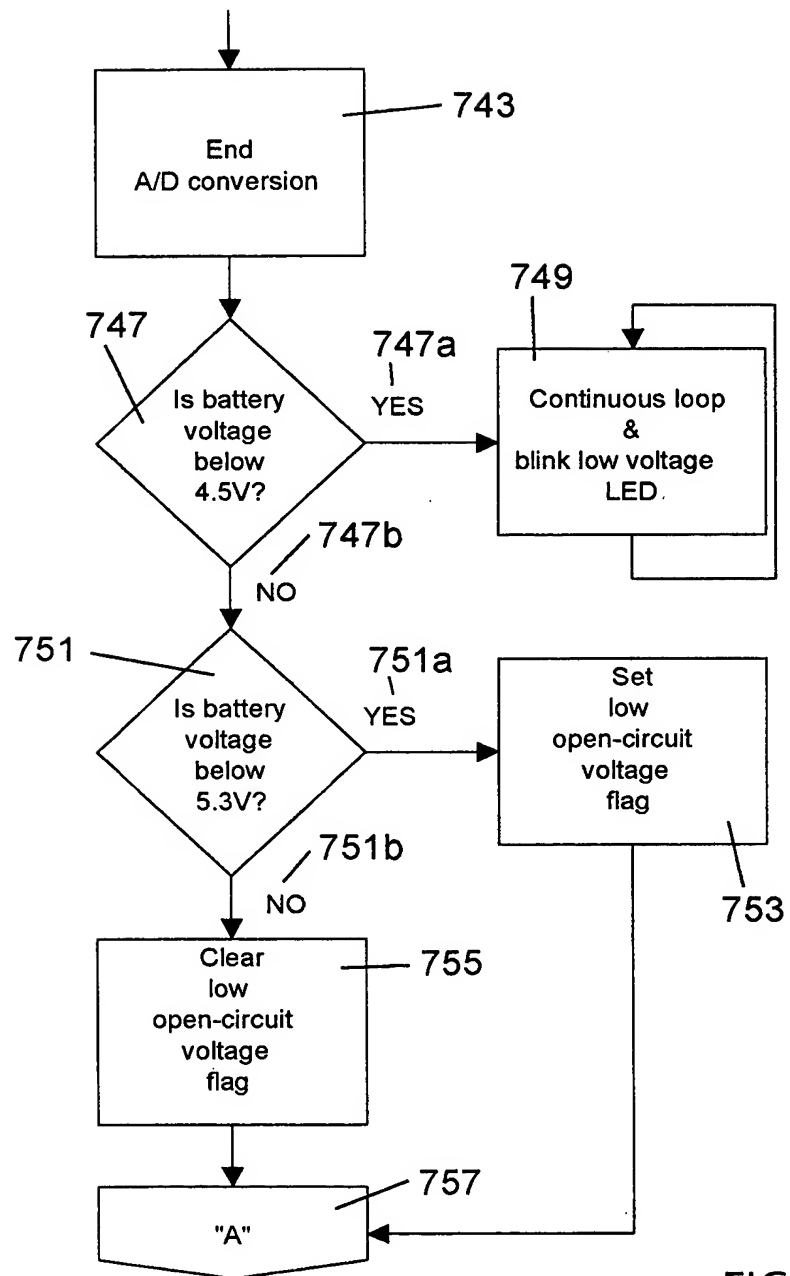 743
End
A/D conversion
747
Is battery
voltage
below
4.5V?
747a
YES
749
Continuous loop
&
blink low voltage
LED
747b
NO
751
Is battery
voltage
below
5.3V?
751a
YES
Set
low
open-circuit
voltage
flag
753
751b
NO
Clear
low
open-circuit
voltage
flag
755
757
"A"